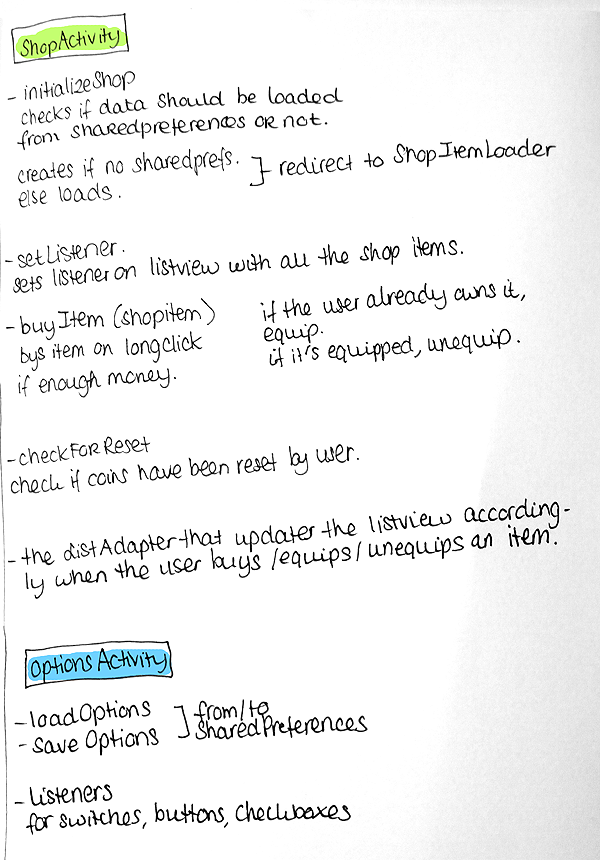 ShopActivity
- initializeShop
checks if data should be loaded
from sharedpreferences or not.
creates if no sharedprefs. } redirect to ShopItemLoader
else loads.
- setListener.
sets listener on listview with all the shop items.
- buyItem (shopitem)
bys item on longclick
if enough money.
if the user already owns it,
equip.
if it's equipped, unequip.
- checkForReset
check if coins have been reset by user.
- the listAdapter that updater the listview according-
ly when the user buys/equips/unequips an item.
Options Activity
- loadOptions
- save Options
} from/to
SharedPreferences
- Listeners
for switches, buttons, checkboxes